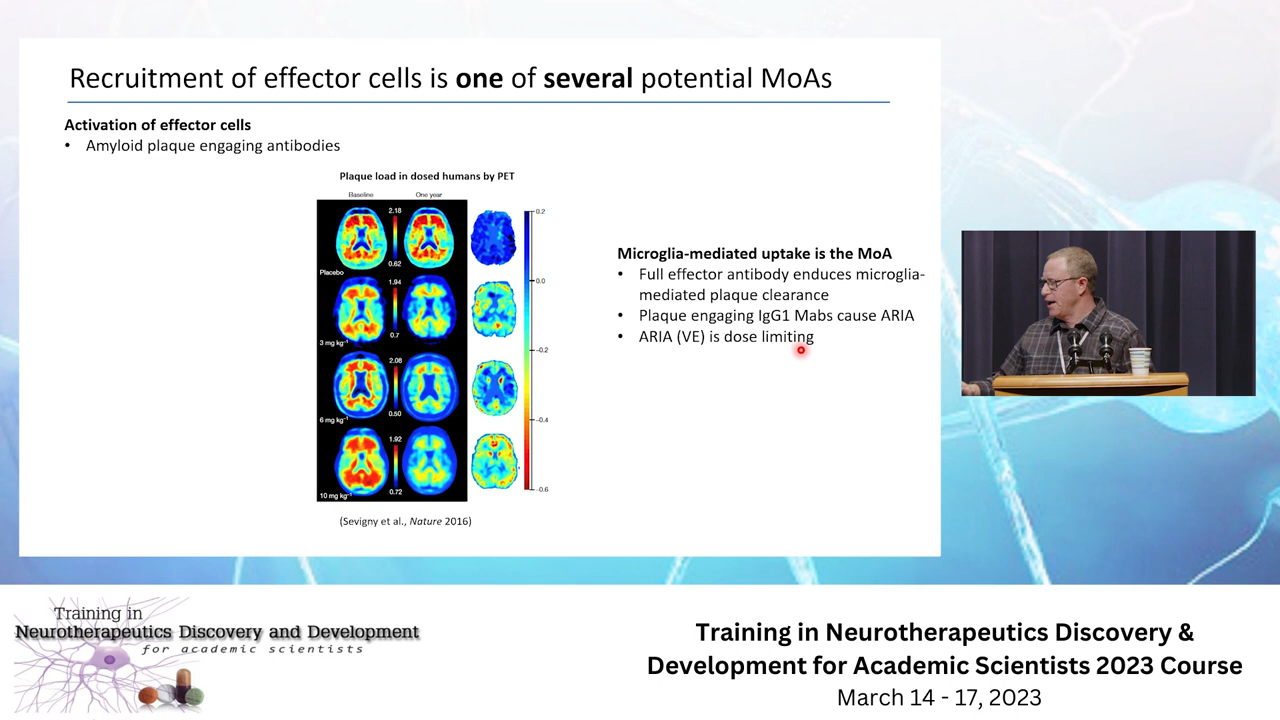 Recruitment of effector cells is one of several potential MoAs
Activation of effector cells
• Amyloid plaque engaging antibodies
Plaque load in dosed humans by PET
Baseline
One year
2.18
0.62
Placebo
1.94
0.7
3 mg kg⁻¹
2.08
0.50
6 mg kg⁻¹
1.92
0.72
10 mg kg⁻¹
0.2
0.0
−0.2
−0.4
−0.6
(Sevigny et al., Nature 2016)
Microglia-mediated uptake is the MoA
• Full effector antibody enduces microglia-
mediated plaque clearance
• Plaque engaging IgG1 Mabs cause ARIA
• ARIA (VE) is dose limiting
Training in
Neurotherapeutics Discovery and Development
for academic scientists
Training in Neurotherapeutics Discovery &
Development for Academic Scientists 2023 Course
March 14 - 17, 2023